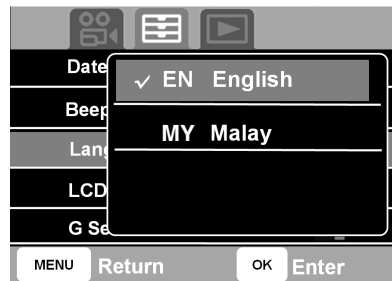 Date
EN English
Beep
MY Malay
Lang
LCD
G Se
MENU Return OK Enter